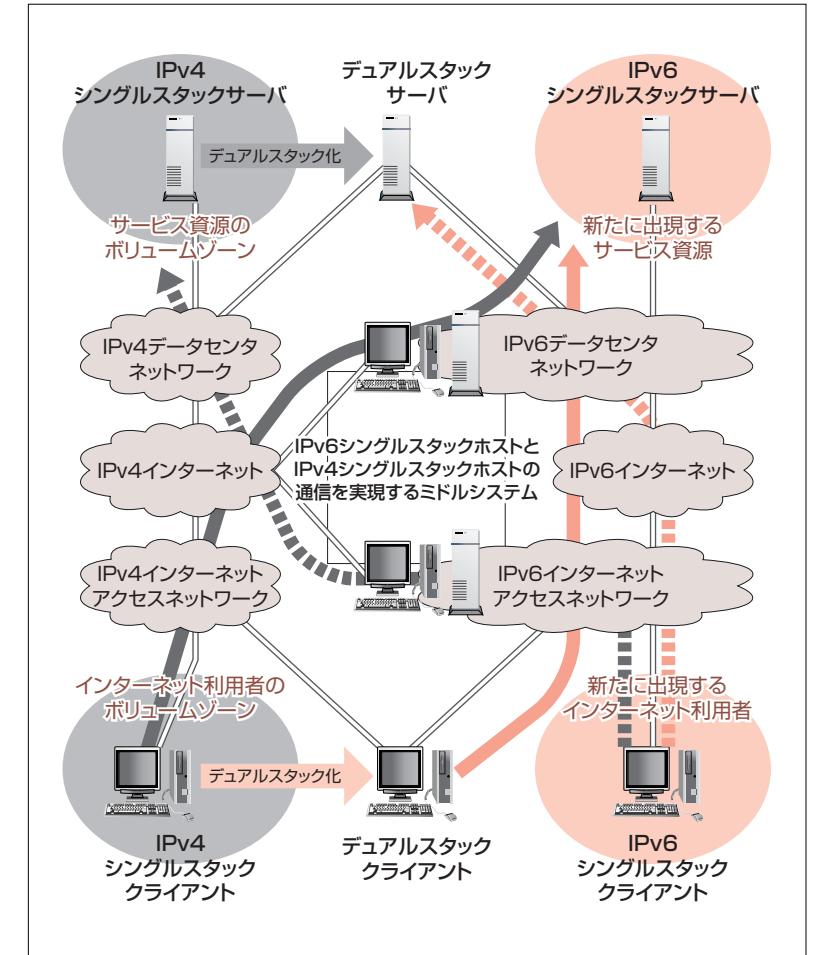 IPv4
シングルスタックサーバ
デュアルスタック
サーバ
IPv6
シングルスタックサーバ
デュアルスタック化
サービス資源の
ボリュームゾーン
新たに出現する
サービス資源
IPv4データセンタ
ネットワーク
IPv6データセンタ
ネットワーク
IPv4インターネット
IPv6シングルスタックホストと
IPv4シングルスタックホストの
通信を実現するミドルシステム
IPv6インターネット
IPv4インターネット
アクセスネットワーク
IPv6インターネット
アクセスネットワーク
インターネット利用者の
ボリュームゾーン
新たに出現する
インターネット利用者
デュアルスタック化
IPv4
シングルスタック
クライアント
デュアルスタック
クライアント
IPv6
シングルスタック
クライアント